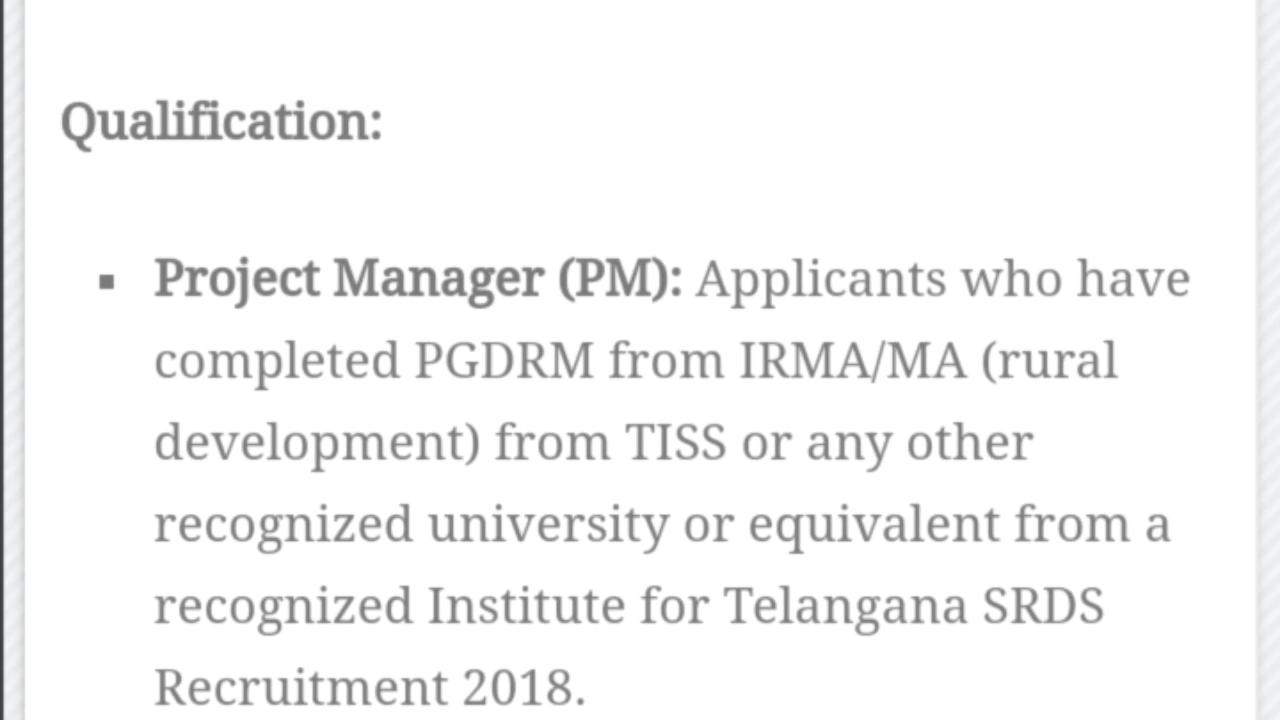 Qualification:
Project Manager (PM): Applicants who have
completed PGDRM from IRMA/MA (rural
development) from TISS or any other
recognized university or equivalent from a
recognized Institute for Telangana SRDS
Recruitment 2018.